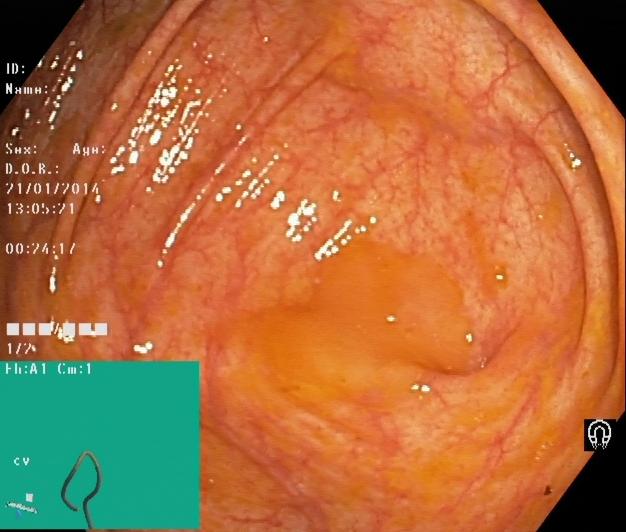 ID:
Name:
Sex: Age:
D.O.B.:
21/01/2014
13:05:21
00:24:17
1/2
Eh:A1 Cm:1
cv